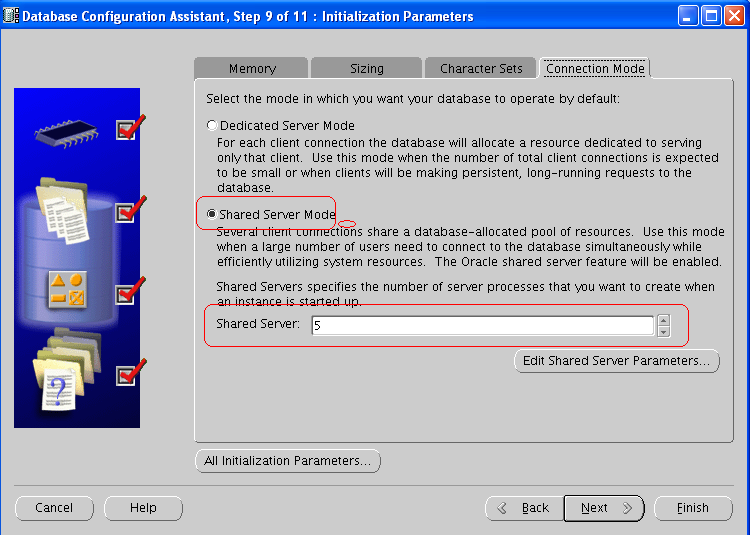 Database Configuration Assistant, Step 9 of 11 : Initialization Parameters
Memory
Sizing
Character Sets
Connection Mode
Select the mode in which you want your database to operate by default:
Dedicated Server Mode
For each client connection the database will allocate a resource dedicated to serving
only that client.  Use this mode when the number of total client connections is expected
to be small or when clients will be making persistent, long-running requests to the
database.
Shared Server Mode
Several client connections share a database-allocated pool of resources.  Use this mode
when a large number of users need to connect to the database simultaneously while
efficiently utilizing system resources.  The Oracle shared server feature will be enabled.
Shared Servers specifies the number of server processes that you want to create when
an instance is started up.
Shared Server:
5
Edit Shared Server Parameters...
?
All Initialization Parameters...
Cancel
Help
Back
Next
Finish